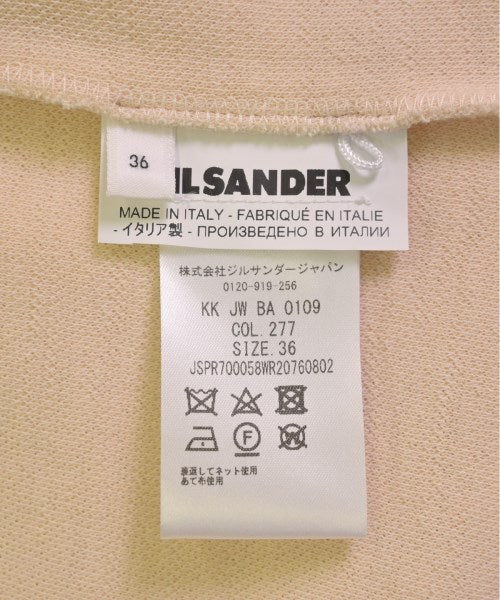 36
IL SANDER
MADE IN ITALY - FABRIQUÉ EN ITALIE
- イタリア製 - ПРОИЗВЕДЕНО В ИТАЛИИ
株式会社ジルサンダージャパン
0120-919-256
KK JW BA 0109
COL.277
SIZE.36
JSPR700058WR20760802
F W
裏返してネット使用
あて布使用